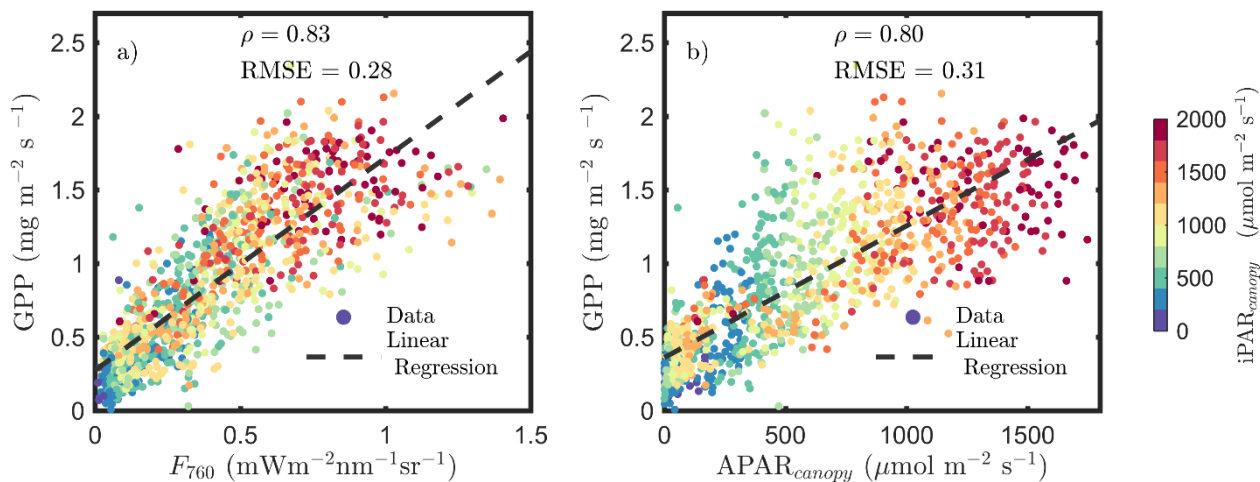 a)
ρ = 0.83
RMSE = 0.28
2.5
2
1.5
1
0.5
0
GPP (mg m⁻² s ⁻¹)
Data
Linear
Regression
0 0.5 1 1.5
F₇₆₀ (mWm⁻²nm⁻¹sr⁻¹)
b)
ρ = 0.80
RMSE = 0.31
2.5
2
1.5
1
0.5
0
GPP (mg m⁻² s ⁻¹)
Data
Linear
Regression
0 500 1000 1500
APAR_canopy (μmol m⁻² s⁻¹)
2000
1500
1000
500
0
iPAR_canopy (μmol m⁻² s⁻¹)